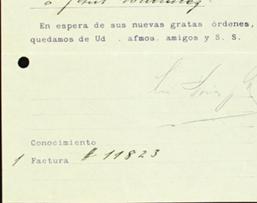 En espera de sus nuevas gratas órdenes,
quedamos de Ud . afmos. amigos y S. S.
Conocimiento
1 Factura # 11823